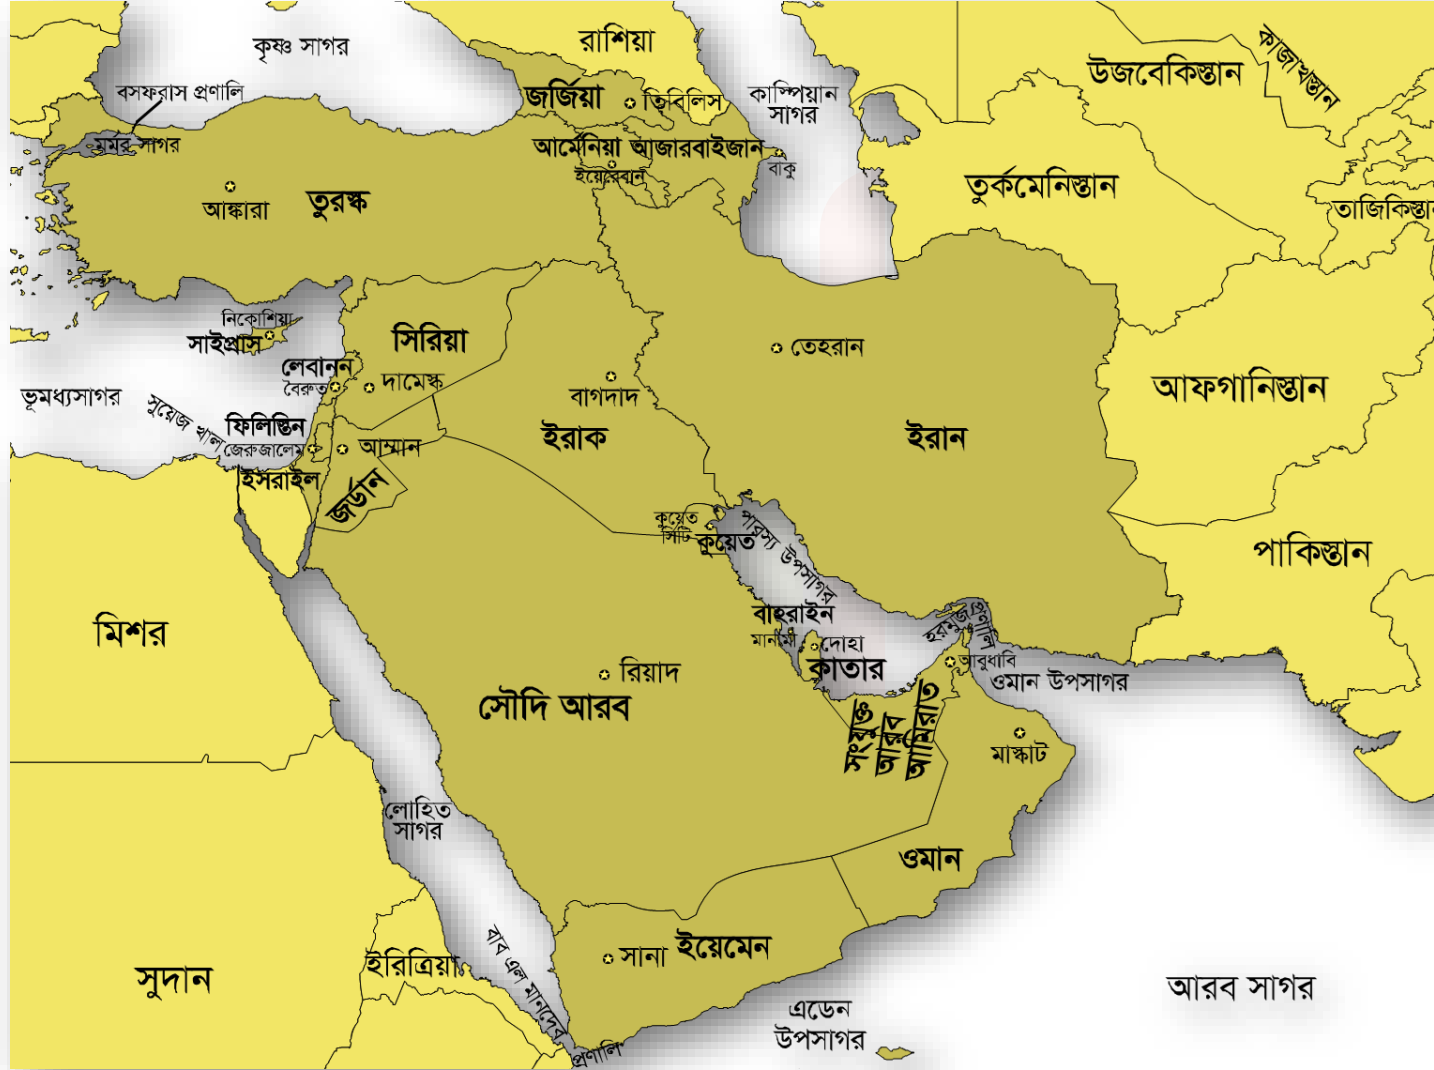 কৃষ্ণ সাগর
রাশিয়া
কাজাখস্তান
উজবেকিস্তান
বসফরাস প্রণালি
জর্জিয়া
তিবিলিস
কাস্পিয়ান
সাগর
মর্মর সাগর
আর্মেনিয়া
আজারবাইজান
ইয়েরেবান
বাকু
তুর্কমেনিস্তান
তাজিকিস্তান
আঙ্কারা
তুরস্ক
নিকোশিয়া
সাইপ্রাস
সিরিয়া
তেহরান
লেবানন
বৈরুত
দামেস্ক
বাগদাদ
আফগানিস্তান
ভূমধ্যসাগর
সুয়েজ খাল
ফিলিস্তিন
জেরুজালেম
আম্মান
ইরাক
ইরান
ইসরাইল
জর্ডান
কুয়েত
সিটি
কুয়েত
পারস্য উপসাগর
পাকিস্তান
মিশর
বাহরাইন
মানামা
দোহা
কাতার
হরমুজ প্রণালি
আবুধাবি
ওমান উপসাগর
রিয়াদ
সৌদি আরব
সংযুক্ত
আরব
আমিরাত
মাস্কাট
লোহিত
সাগর
ওমান
সুদান
ইরিত্রিয়া
বাব এল মানদেব
প্রণালি
সানা
ইয়েমেন
এডেন
উপসাগর
আরব সাগর